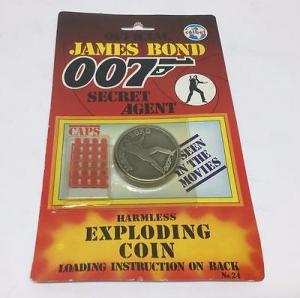 OFFICIAL
Coibel
JAMES BOND
007
SECRET
AGENT
CAPS
SEEN
IN THE
MOVIES
HARMLESS
EXPLODING
COIN
LOADING INSTRUCTION ON BACK
No. 24